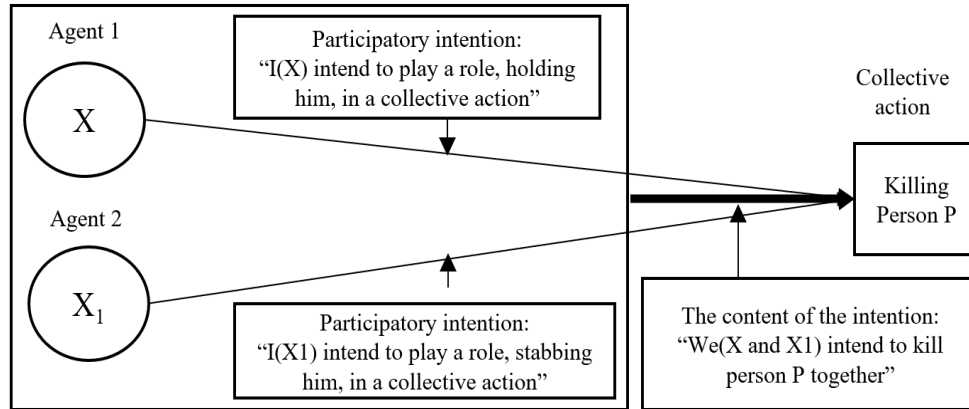 Agent 1
X
Participatory intention:
“I(X) intend to play a role, holding
him, in a collective action”
Agent 2
X₁
Participatory intention:
“I(X1) intend to play a role, stabbing
him, in a collective action”
Collective
action
Killing
Person P
The content of the intention:
“We(X and X1) intend to kill
person P together”